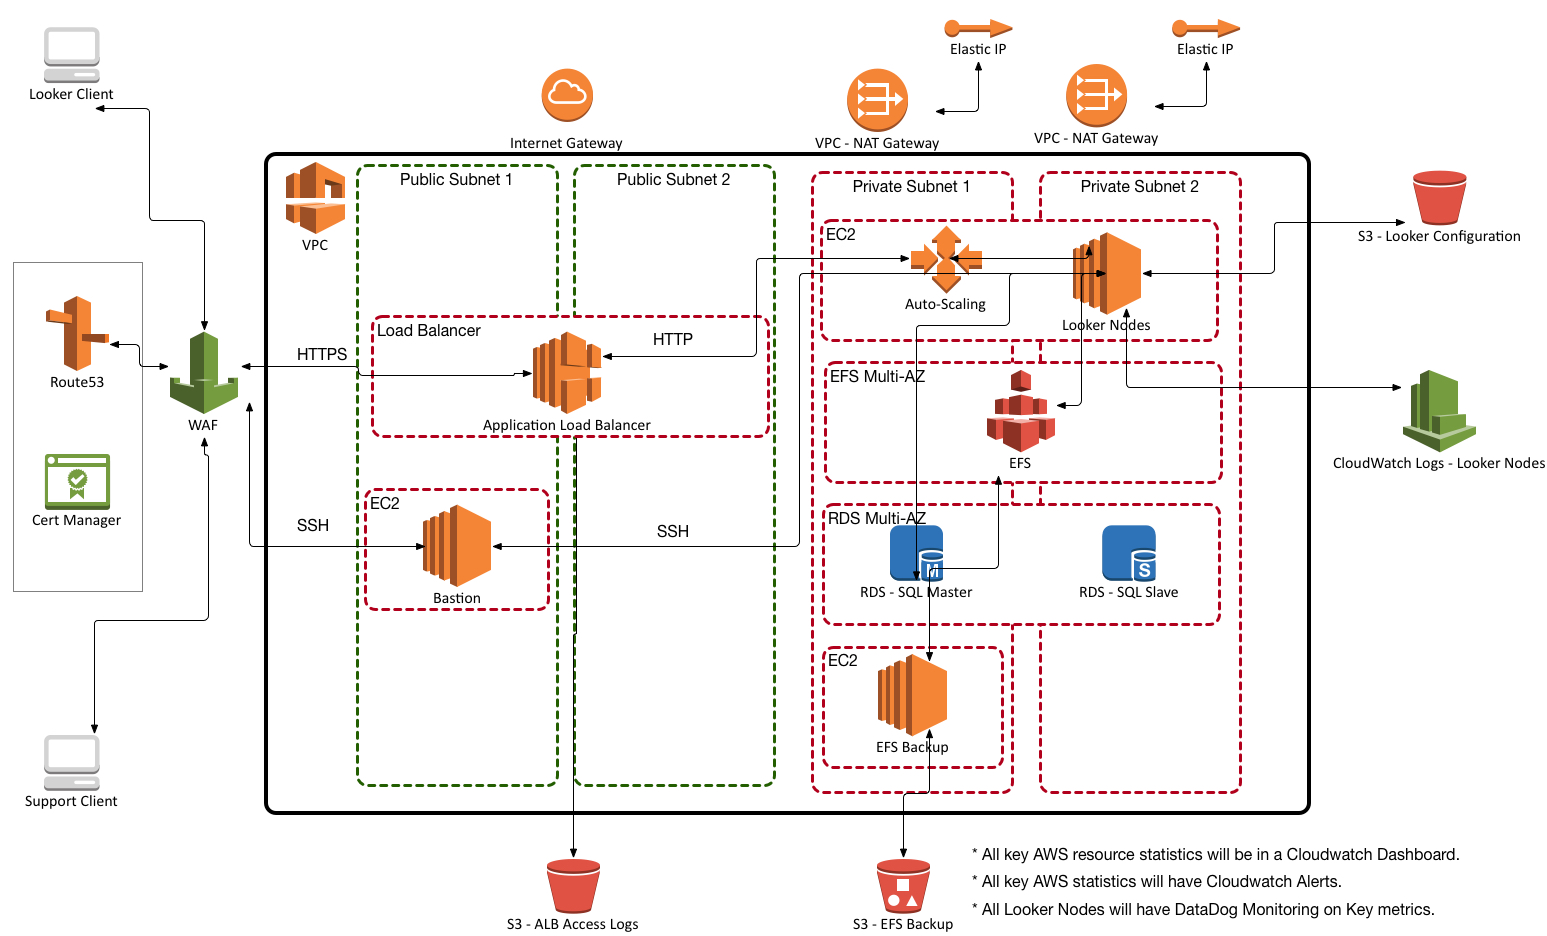 Elastic IP
Elastic IP
Looker Client
Internet Gateway
VPC - NAT Gateway
VPC - NAT Gateway
Public Subnet 1
Public Subnet 2
Private Subnet 1
Private Subnet 2
VPC
EC2
S3 - Looker Configuration
Auto-Scaling
Looker Nodes
Load Balancer
HTTPS
HTTP
Route53
EFS Multi-AZ
WAF
Application Load Balancer
EFS
CloudWatch Logs - Looker Nodes
Cert Manager
EC2
SSH
SSH
RDS Multi-AZ
M
S
Bastion
RDS - SQL Master
RDS - SQL Slave
EC2
EFS Backup
Support Client
* All key AWS resource statistics will be in a Cloudwatch Dashboard.
* All key AWS statistics will have Cloudwatch Alerts.
* All Looker Nodes will have DataDog Monitoring on Key metrics.
S3 - ALB Access Logs
S3 - EFS Backup